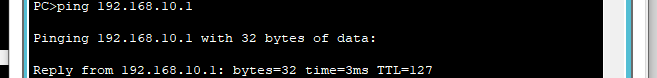 PC>ping 192.168.10.1
Pinging 192.168.10.1 with 32 bytes of data:
Reply from 192.168.10.1: bytes=32 time=3ms TTL=127